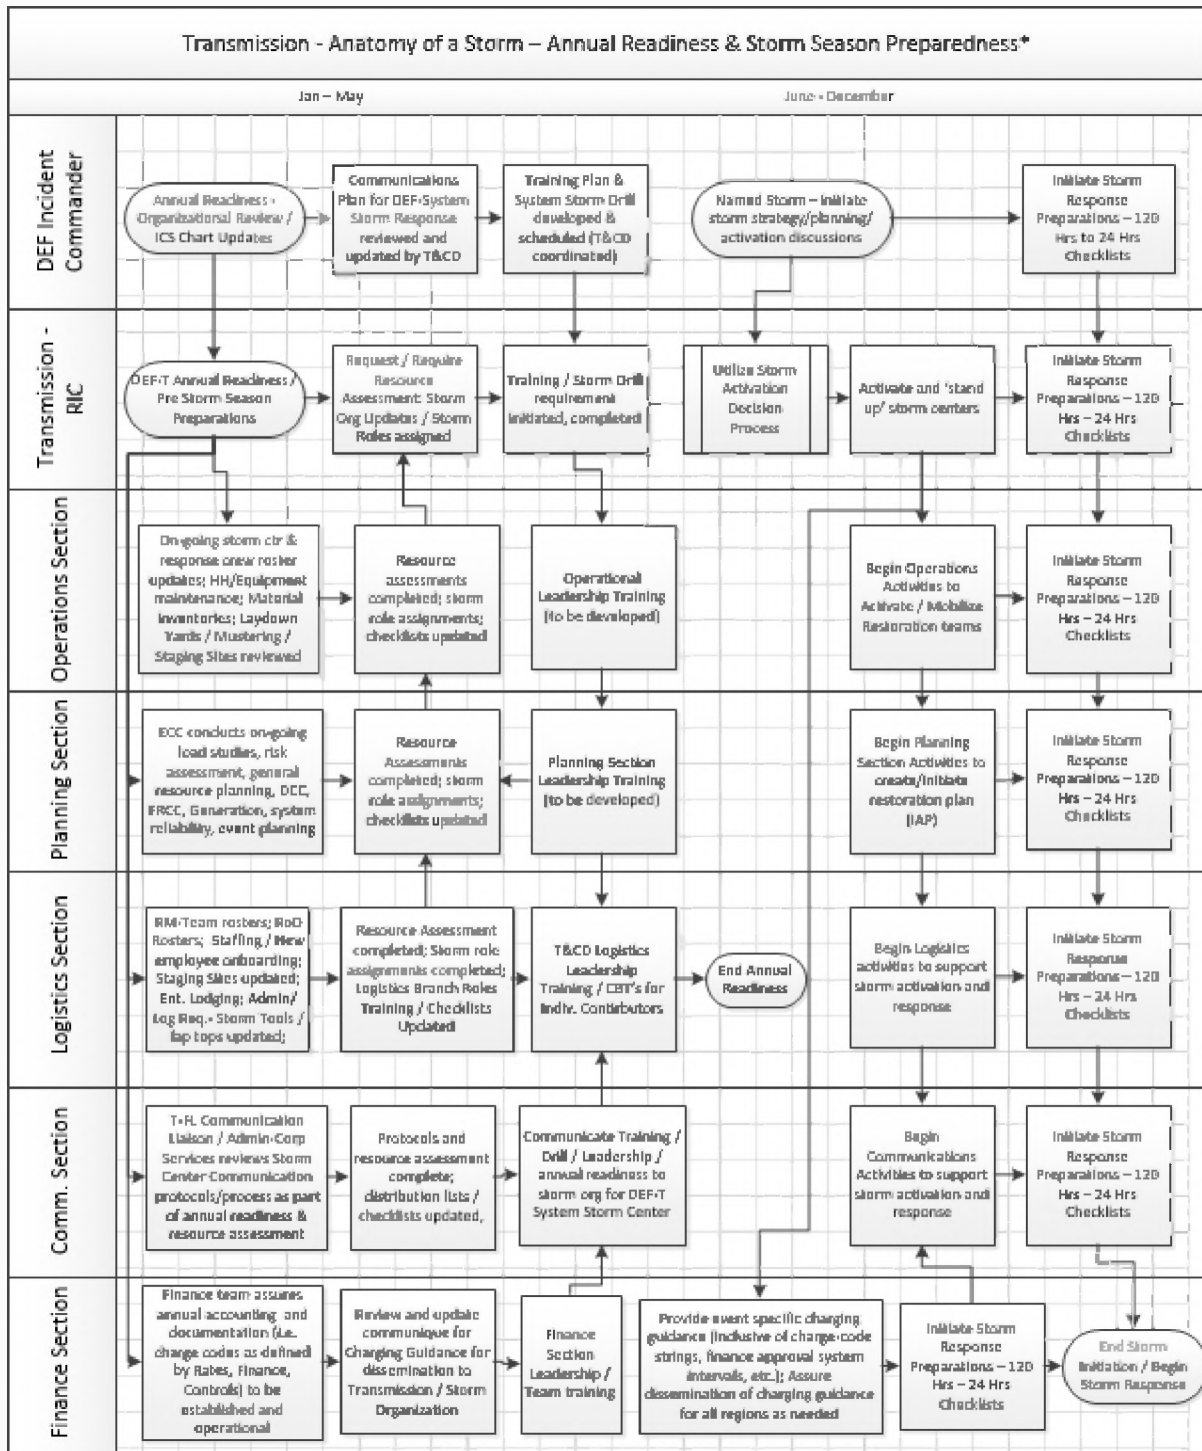 Transmission - Anatomy of a Storm – Annual Readiness & Storm Season Preparedness*
Jan – May
June - December
DEF Incident
Commander
Annual Readiness -
Organizational Review /
ICS Chart Updates
Communications
Plan for DEF-System
Storm Response
reviewed and
updated by T&CD
Training Plan &
System Storm Drill
developed &
scheduled (T&CD
coordinated)
Named Storm – initiate
storm strategy/planning/
activation discussions
Initiate Storm
Response
Preparations – 120
Hrs to 24 Hrs
Checklists
Transmission -
RIC
DEF-T Annual Readiness /
Pre Storm Season
Preparations
Request / Require
Resource
Assessment: Storm
Org Updates / Storm
Roles assigned
Training / Storm Drill
requirement
initiated, completed
Utilize Storm
Activation
Decision
Process
Activate and 'stand
up' storm centers
Initiate Storm
Response
Preparations – 120
Hrs – 24 Hrs
Checklists
Operations Section
On-going storm ctr &
response crew roster
updates; HH/Equipment
maintenance; Material
Inventories; Laydown
Yards / Mustering /
Staging Sites reviewed
Resource
assessments
completed; storm
role assignments;
checklists updated
Operational
Leadership Training
(to be developed)
Begin Operations
Activities to
Activate / Mobilize
Restoration teams
Initiate Storm
Response
Preparations – 120
Hrs – 24 Hrs
Checklists
Planning Section
ECC conducts on-going
load studies, risk
assessment, general
resource planning, DCC,
FRCC, Generation, system
reliability, event planning
Resource
Assessments
completed; storm
role assignments;
checklists updated
Planning Section
Leadership Training
(to be developed)
Begin Planning
Section Activities to
create/initiate
restoration plan
(IAP)
Initiate Storm
Response
Preparations – 120
Hrs – 24 Hrs
Checklists
Logistics Section
RM-Team rosters; RoD
Rosters; Staffing / New
employee onboarding;
Staging Sites updated;
Ent. Lodging; Admin/
Log Req.- Storm Tools /
lap tops updated;
Resource Assessment
completed; Storm role
assignments completed;
Logistics Branch Roles
Training / Checklists
Updated
T&CD Logistics
Leadership
Training / CBT's for
Indiv. Contributors
End Annual
Readiness
Begin Logistics
activities to support
storm activation and
response
Initiate Storm
Response
Preparations – 120
Hrs – 24 Hrs
Checklists
Comm. Section
T-FL Communication
Liaison / Admin-Corp
Services reviews Storm
Center Communication
protocols/process as part
of annual readiness &
resource assessment
Protocols and
resource assessment
complete;
distribution lists /
checklists updated,
Communicate Training /
Drill / Leadership /
annual readiness to
storm org for DEF-T
System Storm Center
Begin
Communications
Activities to support
storm activation and
response
Initiate Storm
Response
Preparations – 120
Hrs – 24 Hrs
Checklists
Finance Section
Finance team assures
annual accounting and
documentation (i.e.
charge codes as defined
by Rates, Finance,
Controls) to be
established and
operational
Review and update
communique for
Charging Guidance for
dissemination to
Transmission / Storm
Organization
Finance
Section
Leadership /
Team training
Provide event specific charging
guidance (inclusive of charge-code
strings, finance approval system
intervals, etc.); Assure
dissemination of charging guidance
for all regions as needed
Initiate Storm
Response
Preparations – 120
Hrs – 24 Hrs
Checklists
End Storm
Initiation / Begin
Storm Response